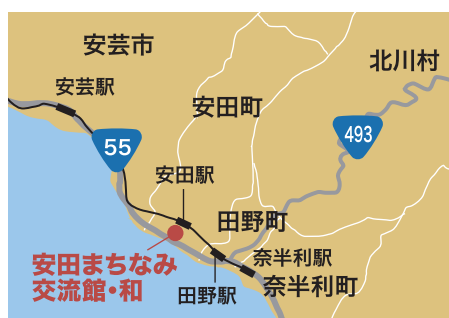 安芸市
北川村
安芸駅
安田町
493
55
安田駅
田野町
奈半利駅
安田まちなみ
交流館・和
田野駅
奈半利町